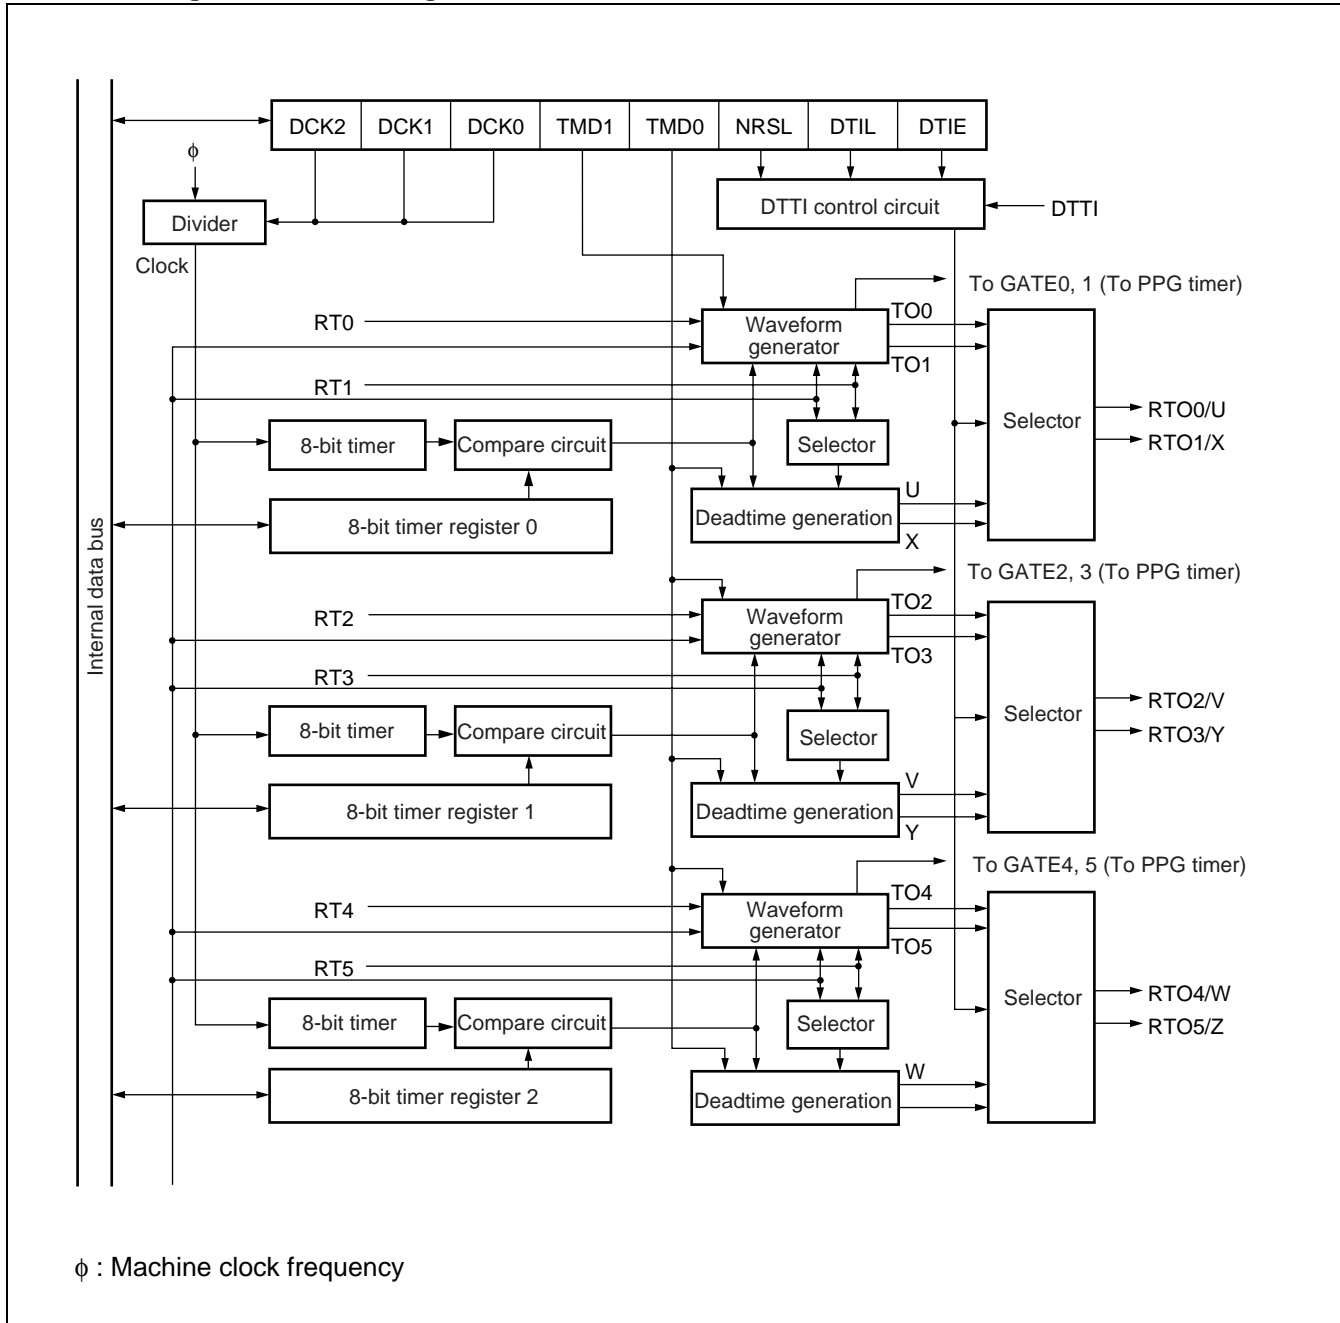 DCK2 DCK1 DCK0 TMD1 TMD0 NRSL DTIL DTIE
ϕ
Divider
DTTI control circuit
DTTI
Clock
To GATE0, 1 (To PPG timer)
RT0
Waveform
generator
TO0
TO1
RT1
Selector
RTO0/U
RTO1/X
8-bit timer
Compare circuit
Selector
8-bit timer register 0
Deadtime generation
U
X
Internal data bus
To GATE2, 3 (To PPG timer)
RT2
Waveform
generator
TO2
TO3
RT3
Selector
RTO2/V
RTO3/Y
8-bit timer
Compare circuit
Selector
8-bit timer register 1
Deadtime generation
V
Y
To GATE4, 5 (To PPG timer)
RT4
Waveform
generator
TO4
TO5
RT5
Selector
RTO4/W
RTO5/Z
8-bit timer
Compare circuit
Selector
8-bit timer register 2
Deadtime generation
W
ϕ : Machine clock frequency